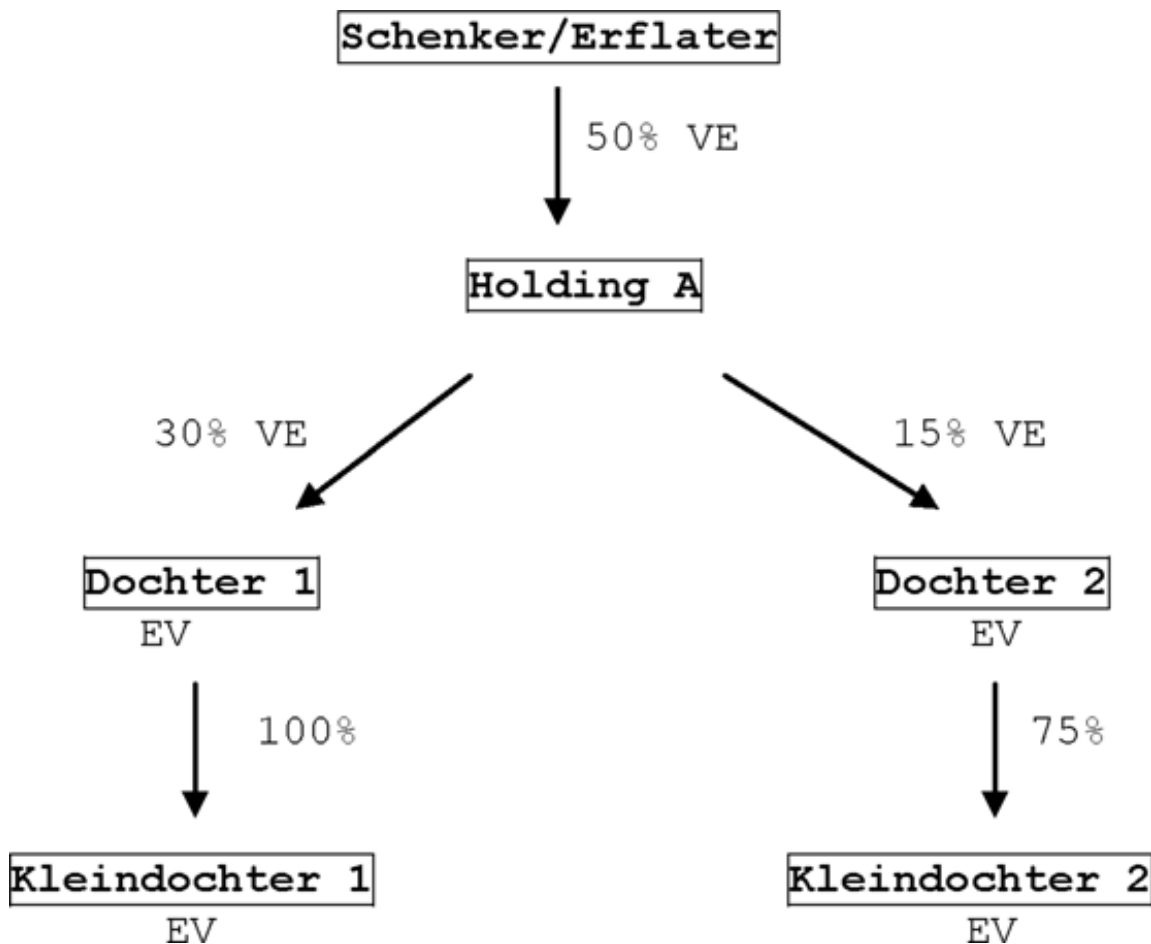 Schenker/Erflater
50% VE
Holding A
30% VE
15% VE
Dochter 1
Dochter 2
EV
EV
100%
75%
Kleindochter 1
Kleindochter 2
EV
EV